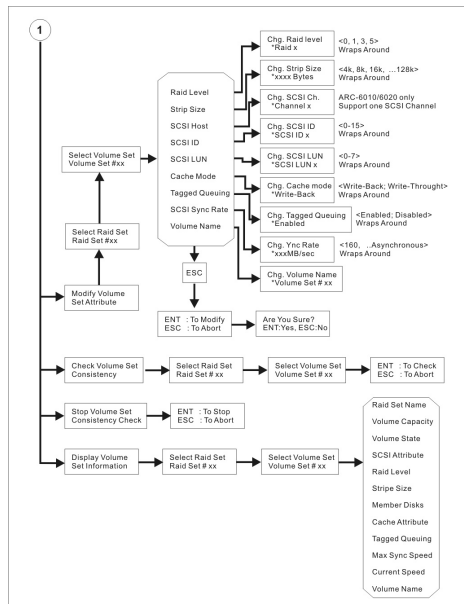 1
Chg. Raid level
*Raid x
<0, 1, 3, 5>
Wraps Around
Chg. Strip Size
*xxxx Bytes
<4k, 8k, 16k, ...128k>
Wraps Around
Chg. SCSI Ch.
*Channel x
ARC-6010/6020 only
Support one SCSI Channel
Chg. SCSI ID
*SCSI ID x
<0-15>
Wraps Around
Chg. SCSI LUN
*SCSI LUN x
<0-7>
Wraps Around
Chg. Cache mode
*Write-Back
<Write-Back; Write-Throught>
Wraps Around
Chg. Tagged Queuing
*Enabled
<Enabled; Disabled>
Wraps Around
Chg. Ync Rate
*xxxMB/sec
<160, ..Asynchronous>
Wraps Around
Chg. Volume Name
*Volume Set # xx
Raid Level
Strip Size
SCSI Host
SCSI ID
SCSI LUN
Cache Mode
Tagged Queuing
SCSI Sync Rate
Volume Name
Select Volume Set
Volume Set #xx
Select Raid Set
Raid Set #xx
Modify Volume
Set Attribute
ESC
ENT : To Modify
ESC : To Abort
Are You Sure?
ENT:Yes, ESC:No
Check Volume Set
Consistency
Select Raid Set
Raid Set # xx
Select Volume Set
Volume Set# xx
ENT : To Check
ESC : To Abort
Stop Volume Set
Consistency Check
ENT : To Stop
ESC : To Abort
Display Volume
Set Information
Select Raid Set
Raid Set # xx
Select Volume Set
Volume Set# xx
Raid Set Name
Volume Capacity
Volume State
SCSI Attribute
Raid Level
Stripe Size
Member Disks
Cache Attribute
Tagged Queuing
Max Sync Speed
Current Speed
Volume Name